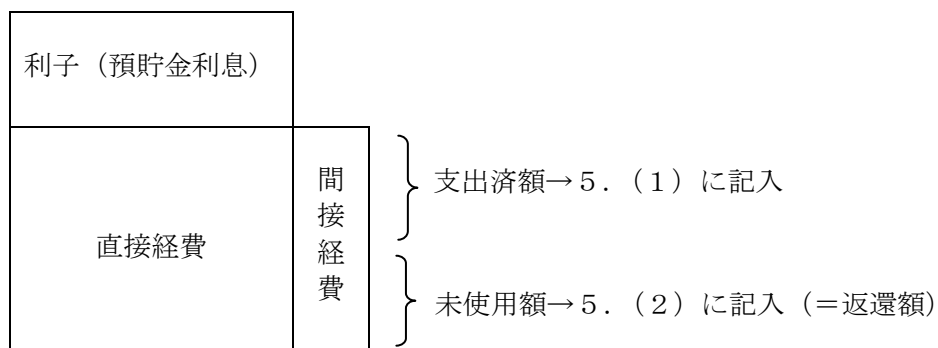 利子（預貯金利息）
直接経費
間接経費
支出済額→５．（１）に記入
未使用額→５．（２）に記入（＝返還額）